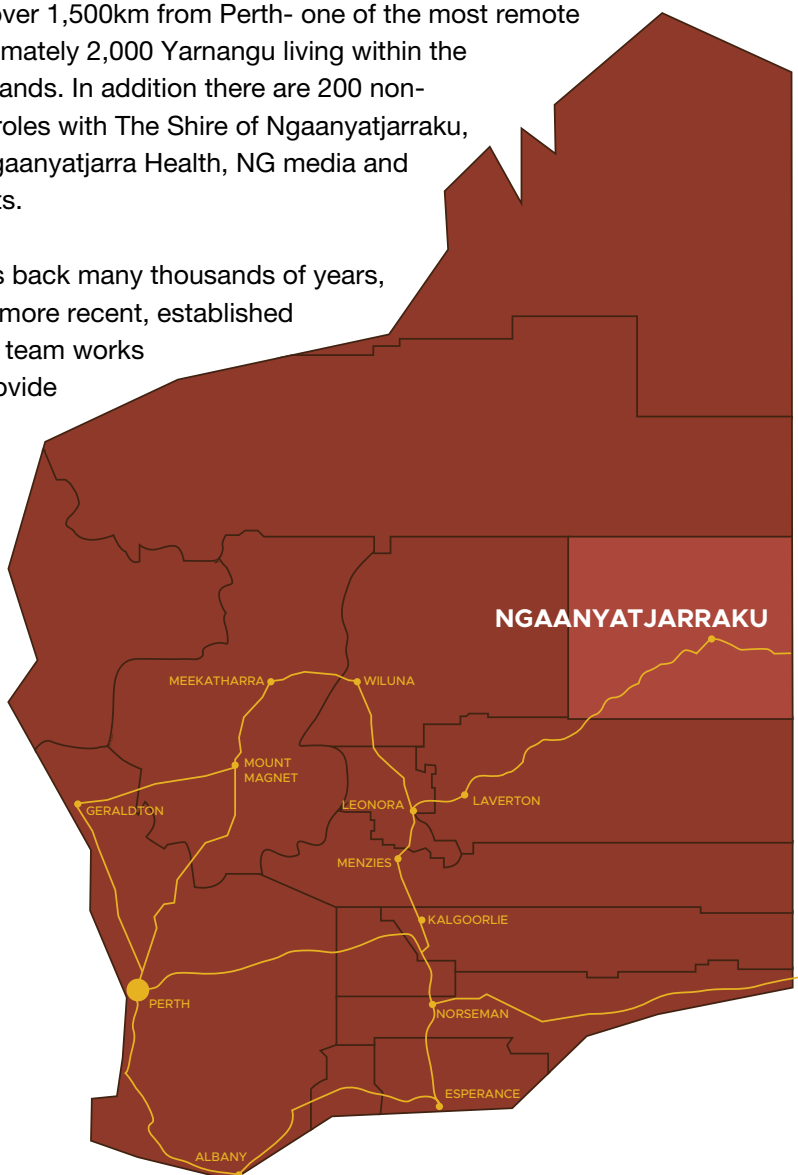 over 1,500km from Perth- one of the most remote
imately 2,000 Yarnangu living within the
ands. In addition there are 200 non-
roles with The Shire of Ngaanyatjarraku,
gaanyatjarra Health, NG media and
ts.
s back many thousands of years,
more recent, established
team works
ovide
NGAANYATJARRAKU
MEEKATHARRA
WILUNA
MOUNT
MAGNET
GERALDTON
LEONORA
LAVERTON
MENZIES
KALGOORLIE
PERTH
NORSEMAN
ESPERANCE
ALBANY